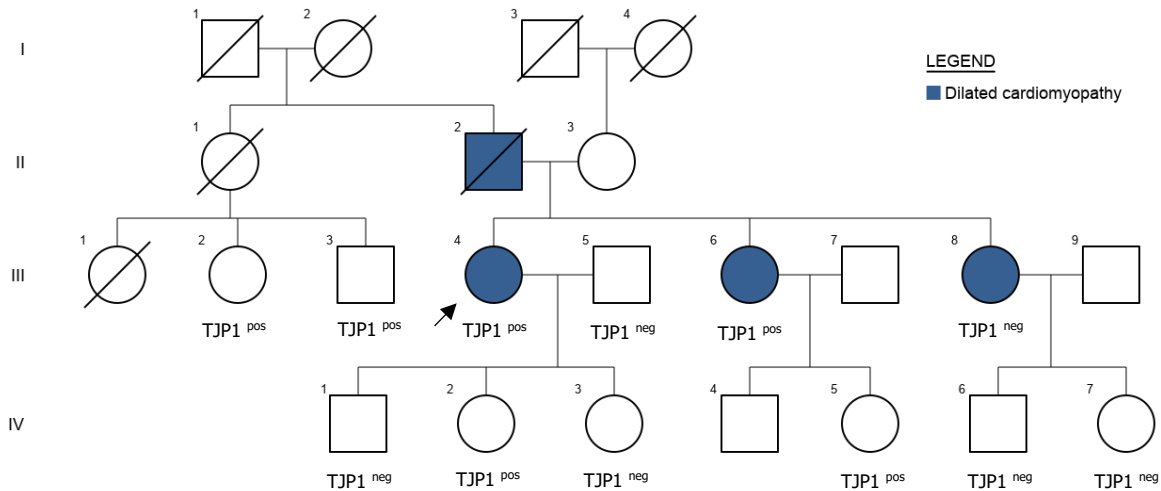 1 2 3 4
I
LEGEND
Dilated cardiomyopathy
1 2 3
II
1 2 3 4 5 6 7 8 9
III
TJP1 pos TJP1 pos TJP1 pos TJP1 neg TJP1 pos TJP1 neg
1 2 3 4 5 6 7
IV
TJP1 neg TJP1 pos TJP1 neg TJP1 pos TJP1 neg TJP1 neg